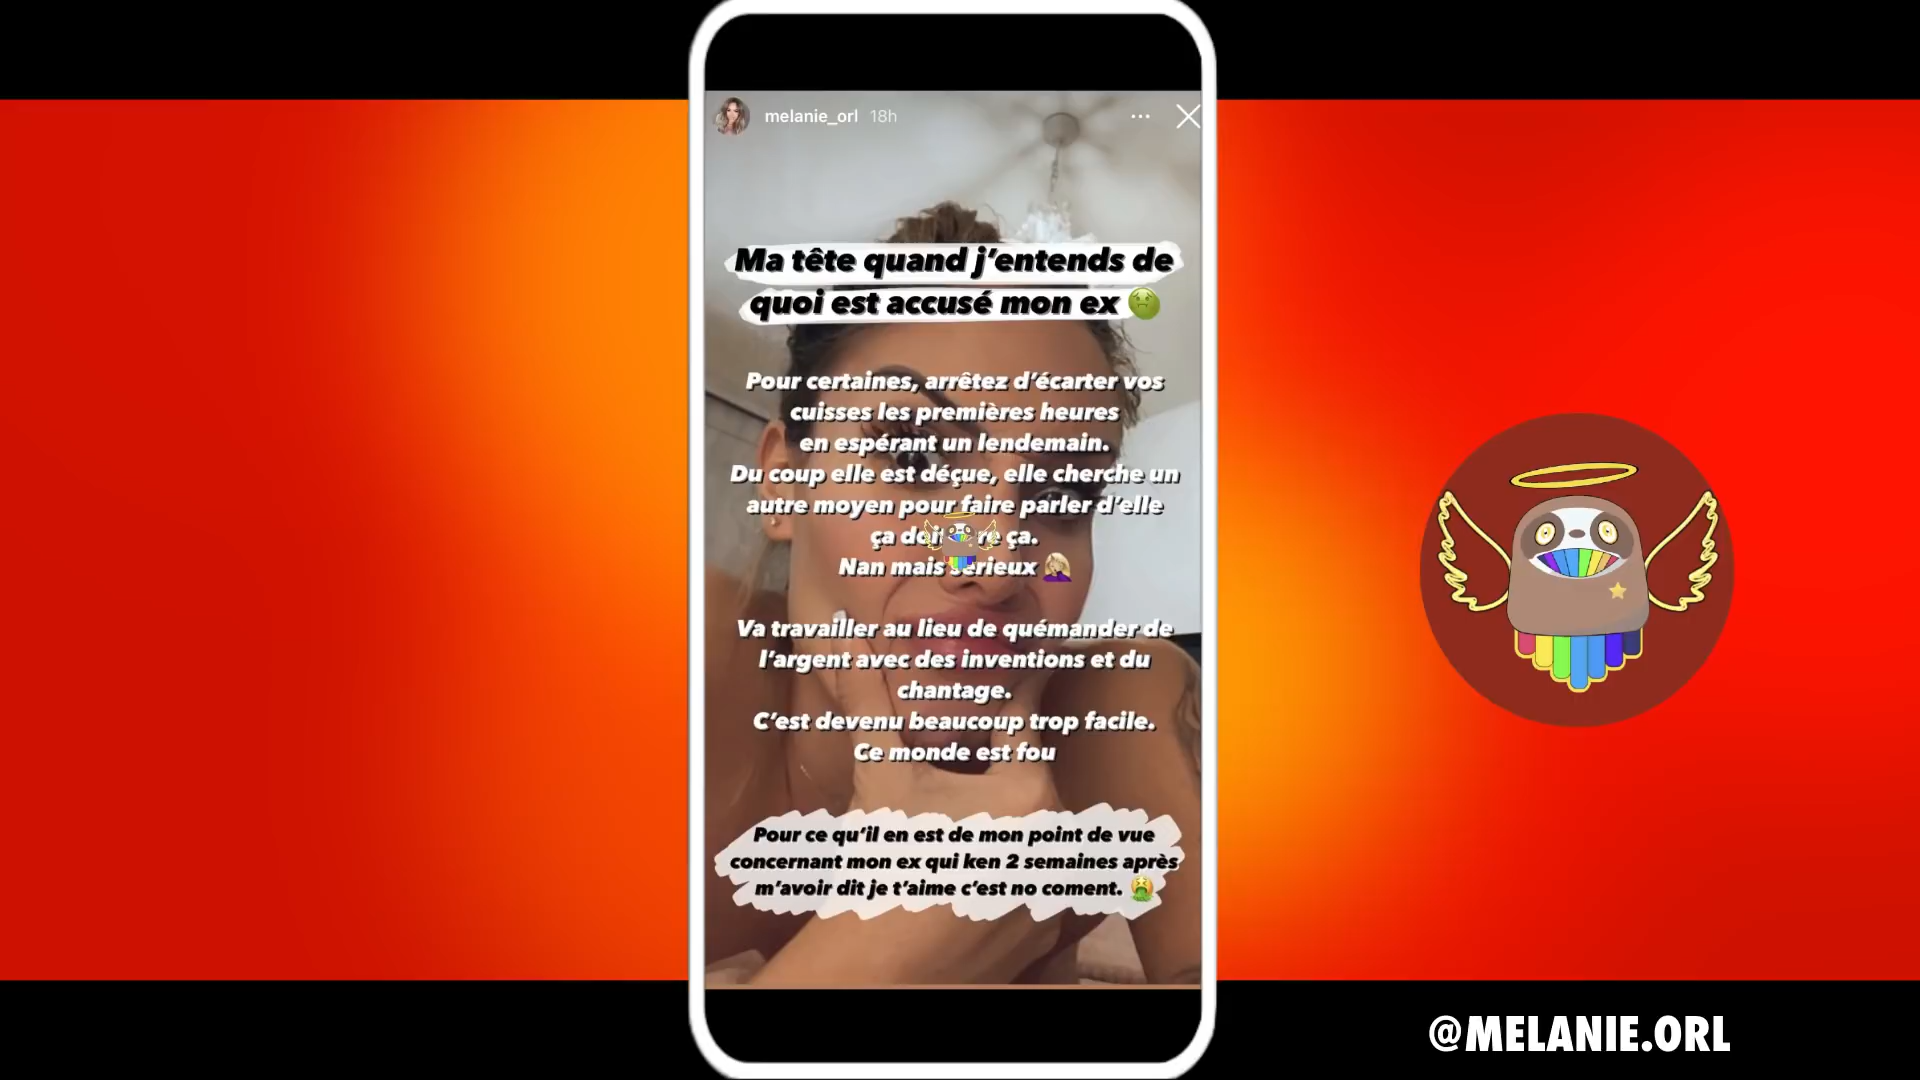 melanie_orl 18h
Ma tête quand j'entends de
quoi est accusé mon ex
Pour certaines, arrêtez d'écarter vos
cuisses les premières heures
en espérant un lendemain.
Du coup elle est déçue, elle cherche un
autre moyen pour faire parler d'elle
ça ça.
Nan mais sérieux
Va travailler au lieu de quémander de
l'argent avec des inventions et du
chantage.
C'est devenu beaucoup trop facile.
Ce monde est fou
Pour ce qu'il en est de mon point de vue
concernant mon ex qui ken 2 semaines après
m'avoir dit je t'aime c'est no coment.
@MELANIE.ORL